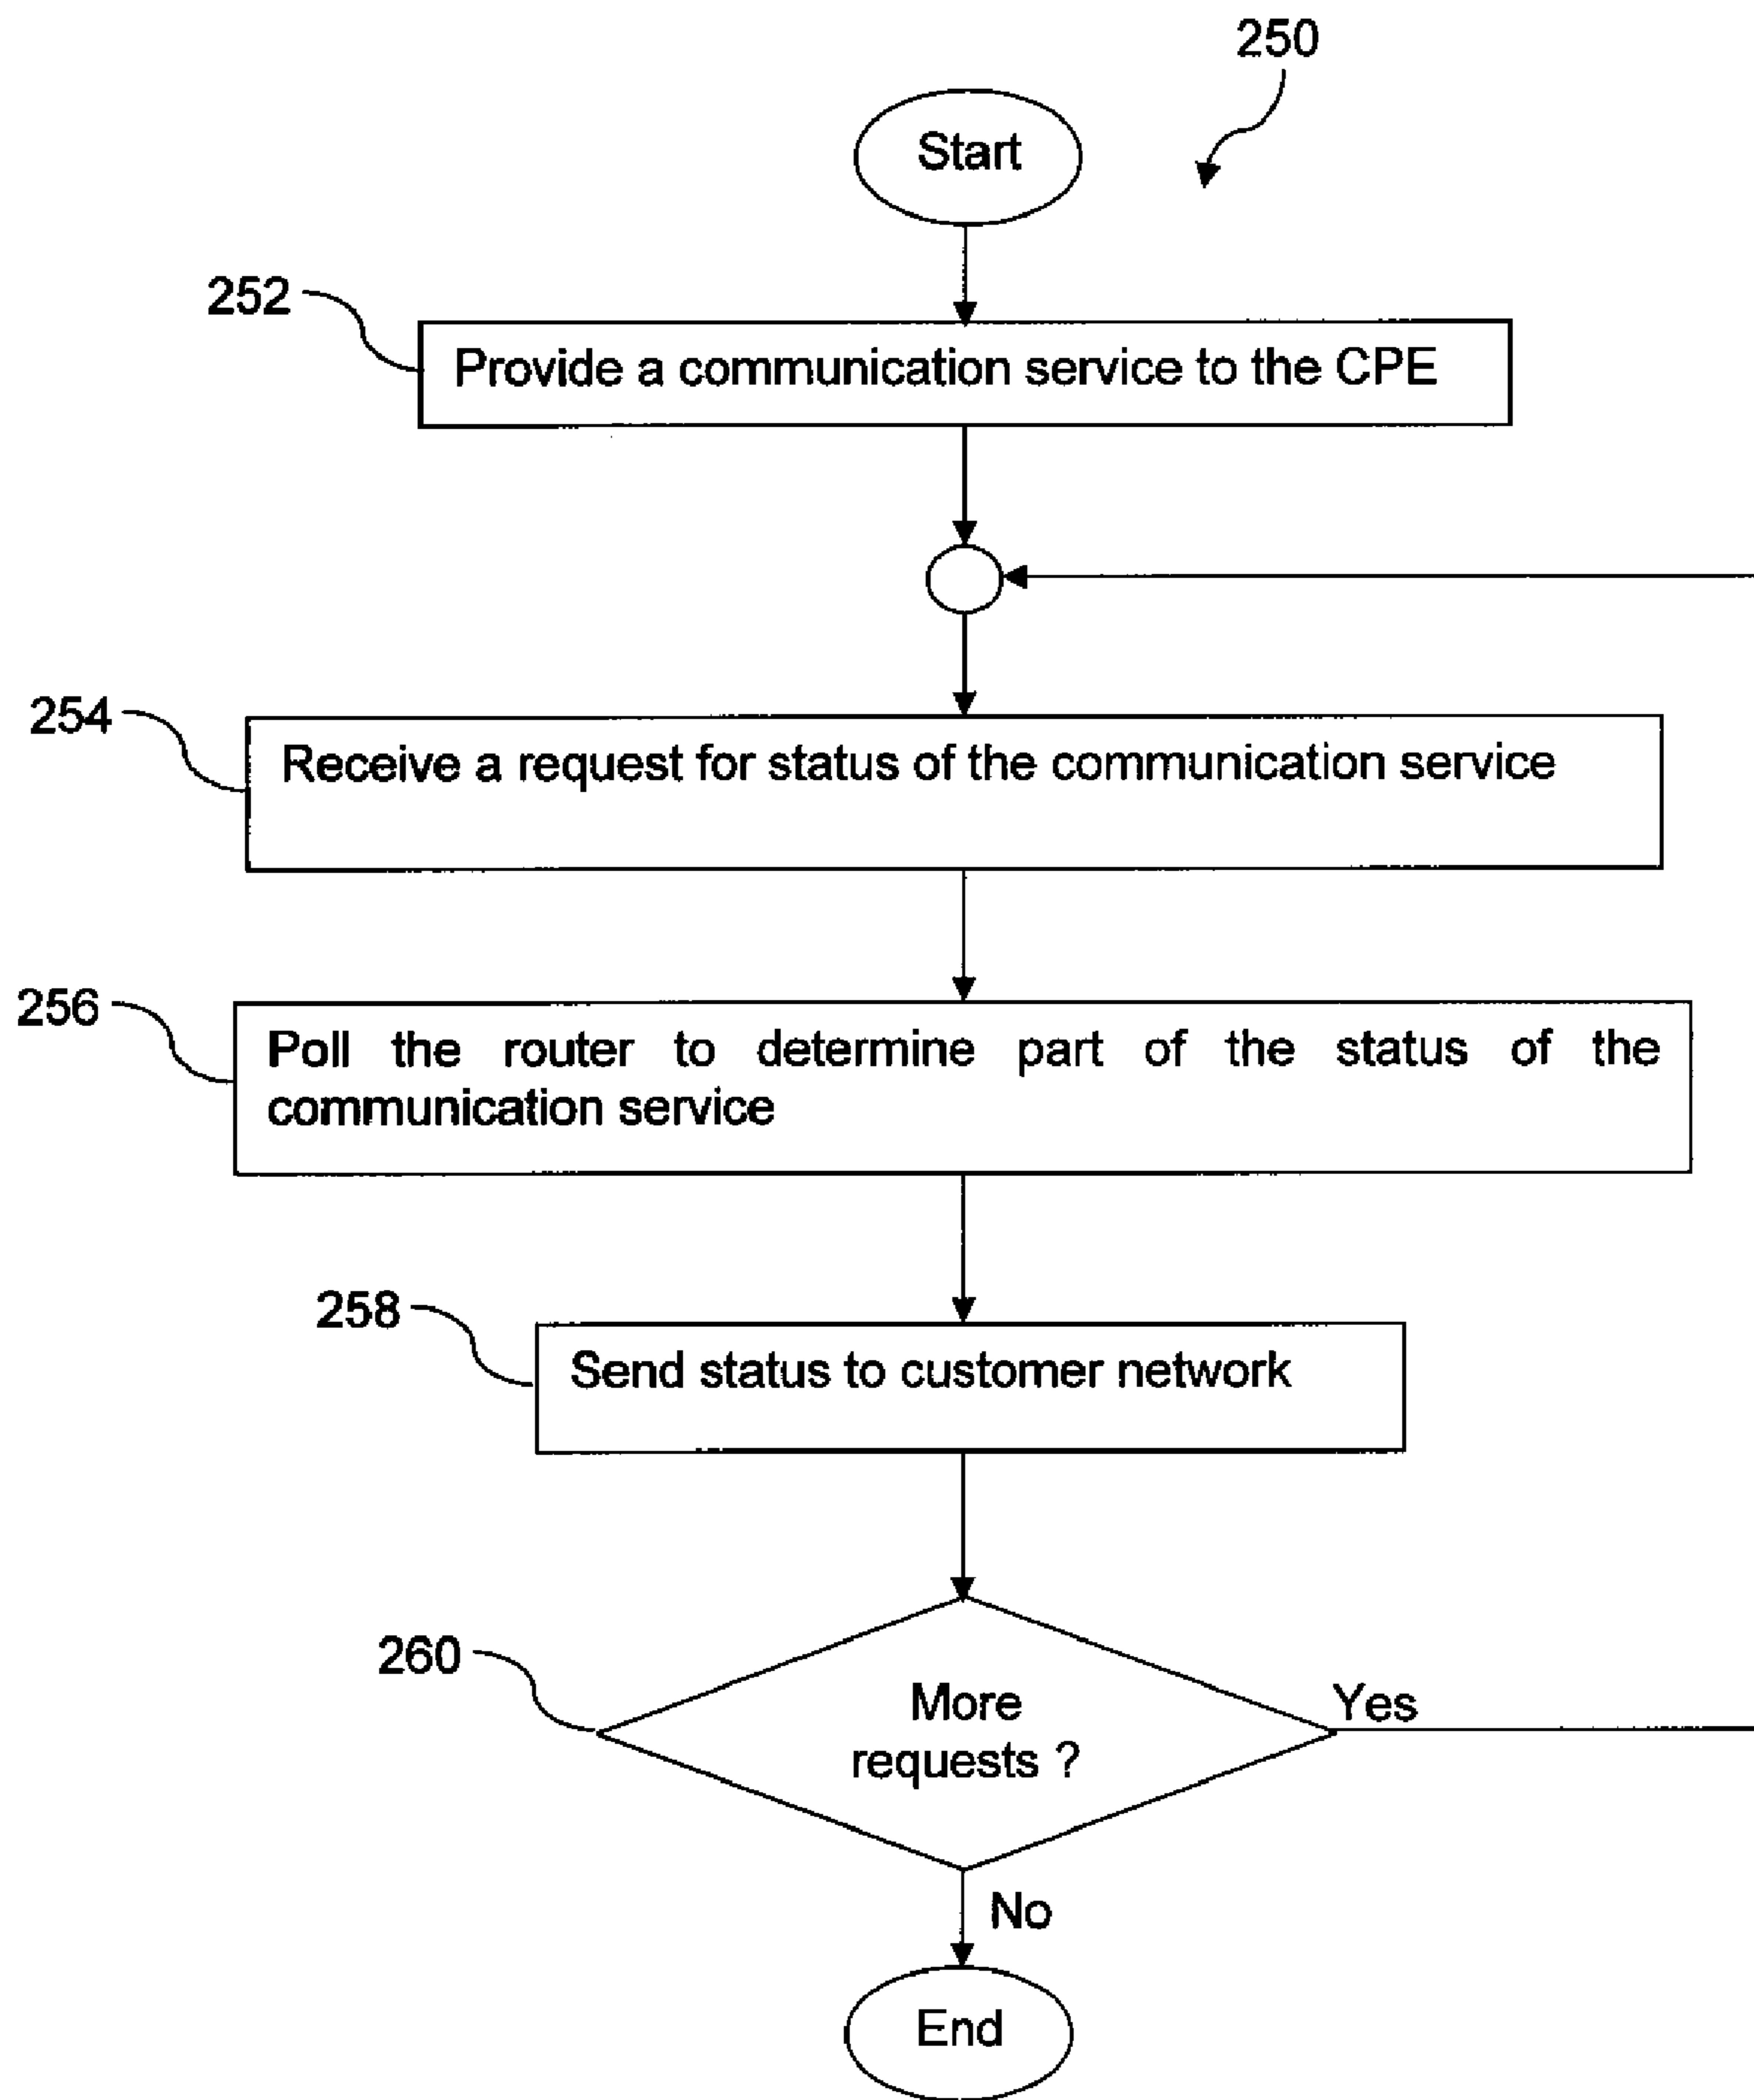 250
Start
252
Provide a communication service to the CPE
254
Receive a request for status of the communication service
256
Poll the router to determine part of the status of the
communication service
258
Send status to customer network
260
More
requests ?
Yes
No
End